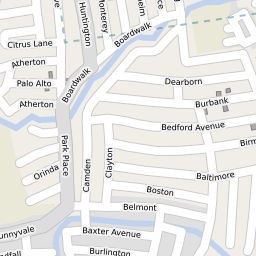 Huntington
Monterey
Boardwalk
Citrus Lane
Atherton
Palo Alto
Atherton
Boardwalk
Dearborn
Burbank
Bedford Avenue
Park Place
Camden
Clayton
Orinda
Baltimore
Boston
Belmont
Baxter Avenue
Burlington